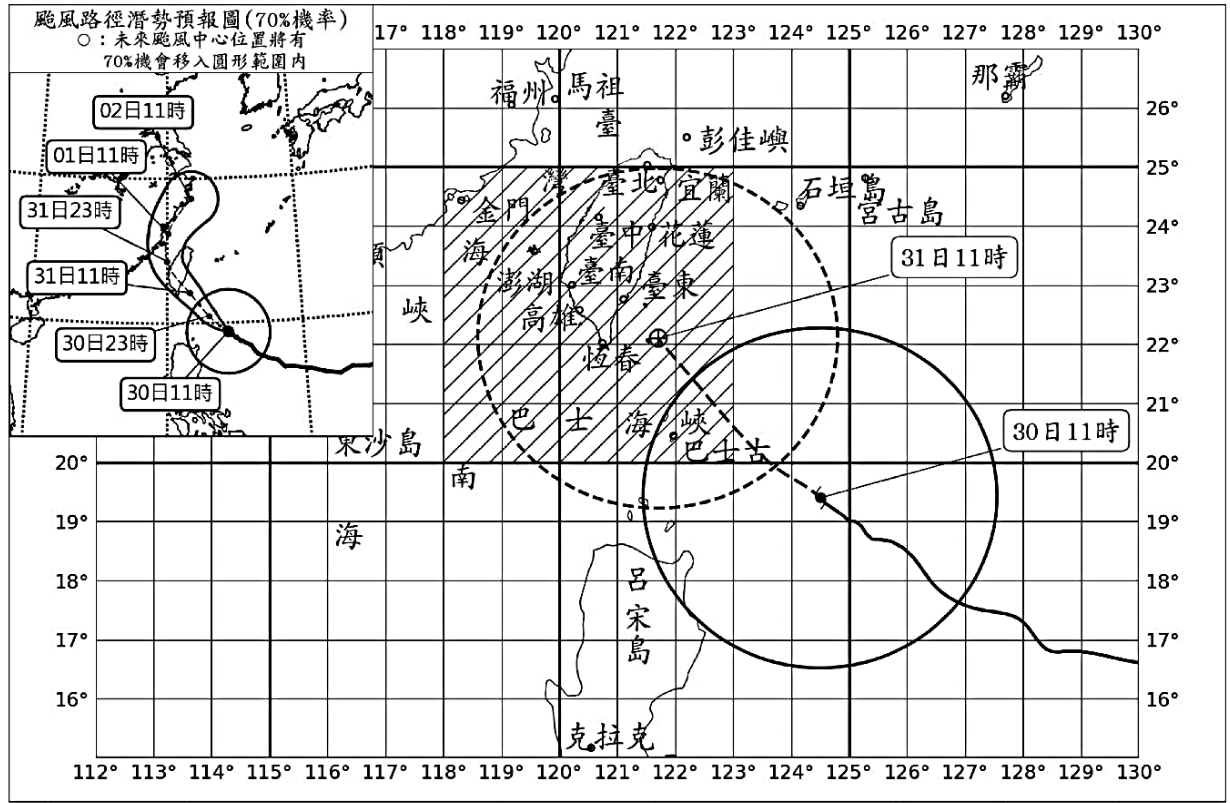 颱風路徑潛勢預報圖(70%機率)
○：未來颱風中心位置將有
70%機會移入圓形範圍內
02日11時
01日11時
31日23時
31日11時
30日23時
30日11時
17° 118° 119° 120° 121° 122° 123° 124° 125° 126° 127° 128° 129° 130°
那霸
福州 馬祖
臺
26°
彭佳嶼
25°
灣 臺北 宜蘭
石垣島
宮古島
金門
24°
臺中 花蓮
海
31日11時
澎湖 臺南 臺東
23°
峽
高雄
恆春
22°
21°
巴士海峽
30日11時
東沙島
巴士古
20° 20°
南
19° 19°
海
18° 18°
呂宋島
17° 17°
16° 16°
克拉克
112° 113° 114° 115° 116° 117° 118° 119° 120° 121° 122° 123° 124° 125° 126° 127° 128° 129° 130°